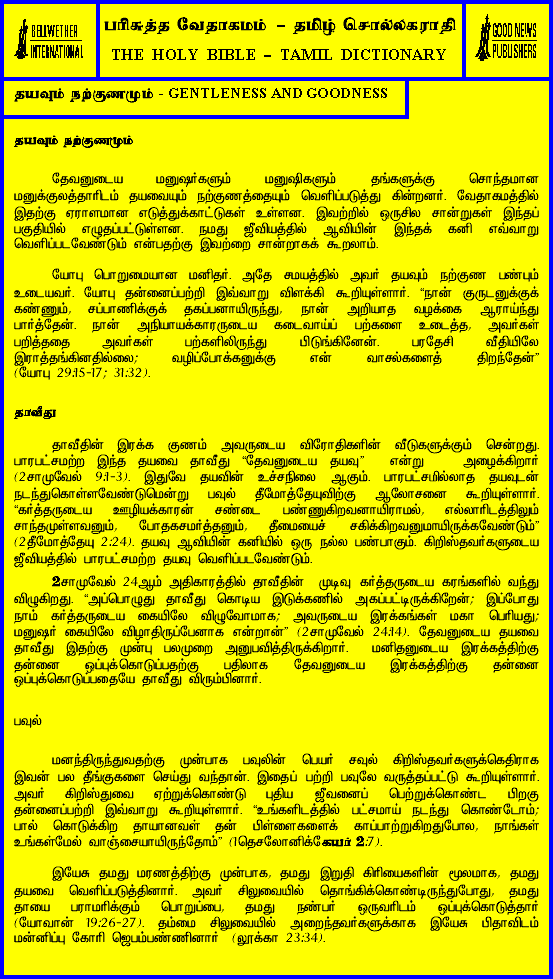 BELLWETHER
INTERNATIONAL
பரிசுத்த வேதாகமம் – தமிழ் சொல்லகராதி
THE HOLY BIBLE – TAMIL DICTIONARY
GOOD NEWS
PUBLISHERS
தயவும் நற்குணமும் - GENTLENESS AND GOODNESS
தயவும் நற்குணமும்
தேவனுடைய மனுஷர்களும் மனுஷிகளும் தங்களுக்கு சொந்தமான
மனுக்குலத்தாரிடம் தயவையும் நற்குணத்தையும் வெளிப்படுத்து கின்றனர். வேதாகமத்தில்
இதற்கு ஏராளமான எடுத்துக்காட்டுகள் உள்ளன. இவற்றில் ஒருசில சான்றுகள் இந்தப்
பகுதியில் எழுதப்பட்டுள்ளன. நமது ஜீவியத்தில் ஆவியின் இந்தக் கனி எவ்வாறு
வெளிப்படவேண்டும் என்பதற்கு இவற்றை சான்றாகக் கூறலாம்.
யோபு பொறுமையான மனிதர். அதே சமயத்தில் அவர் தயவும் நற்குண பண்பும்
உடையவர். யோபு தன்னைப்பற்றி இவ்வாறு விளக்கி கூறியுள்ளார். “நான் குருடனுக்குக்
கண்ணும், சப்பாணிக்குக் தகப்பனாயிருந்து, நான் அறியாத வழக்கை ஆராய்ந்து
பார்த்தேன். நான் அநியாயக்காரருடைய கடைவாய்ப் பற்களை உடைத்த, அவர்கள்
பறித்ததை அவர்கள் பற்களிலிருந்து பிடுங்கினேன். பரதேசி வீதியிலே
இராத்தங்கினதில்லை; வழிப்போக்கனுக்கு என் வாசல்களைத் திறந்தேன்”
(யோபு 29:15-17; 31:32).
தாவீது
தாவீதின் இரக்க குணம் அவருடைய விரோதிகளின் வீடுகளுக்கும் சென்றது.
பாரபட்சமற்ற இந்த தயவை தாவீது “தேவனுடைய தயவு” என்று அழைக்கிறார்
(2சாமுவேல் 9:1-3). இதுவே தயவின் உச்சநிலை ஆகும். பாரபட்சமில்லாத தயவுடன்
நடந்துகொள்ளவேண்டுமென்று பவுல் தீமோத்தேயுவிற்கு ஆலோசனை கூறியுள்ளார்.
“கர்த்தருடைய ஊழியக்காரன் சண்டை பண்ணுகிறவனாயிராமல், எல்லாரிடத்திலும்
சாந்தமுள்ளவனும், போதகசமர்த்தனும், தீமையைச் சகிக்கிறவனுமாயிருக்கவேண்டும்”
(2தீமோத்தேயு 2:24). தயவு ஆவியின் கனியில் ஒரு நல்ல பண்பாகும். கிறிஸ்தவர்களுடைய
ஜீவியத்தில் பாரபட்சமற்ற தயவு வெளிப்படவேண்டும்.
2சாமுவேல் 24ஆம் அதிகாரத்தில் தாவீதின் முடிவு கர்த்தருடைய கரங்களில் வந்து
விழுகிறது. “அப்பொழுது தாவீது கொடிய இடுக்கணில் அகப்பட்டிருக்கிறேன்; இப்போது
நாம் கர்த்தருடைய கையிலே விழுவோமாக; அவருடைய இரக்கங்கள் மகா பெரியது;
மனுஷர் கையிலே விழாதிருப்பேனாக என்றான்” (2சாமுவேல் 24:14). தேவனுடைய தயவை
தாவீது இதற்கு முன்பு பலமுறை அனுபவித்திருக்கிறார். மனிதனுடைய இரக்கத்திற்கு
தன்னை ஒப்புக்கொடுப்பதற்கு பதிலாக தேவனுடைய இரக்கத்திற்கு தன்னை
ஒப்புக்கொடுப்பதையே தாவீது விரும்பினார்.
பவுல்
மனந்திருந்துவதற்கு முன்பாக பவுலின் பெயர் சவுல் கிறிஸ்தவர்களுக்கெதிராக
இவன் பல தீங்குகளை செய்து வந்தான். இதைப் பற்றி பவுலே வருத்தப்பட்டு கூறியுள்ளார்.
அவர் கிறிஸ்துவை ஏற்றுக்கொண்டு புதிய ஜீவனைப் பெற்றுக்கொண்ட பிறகு
தன்னைப்பற்றி இவ்வாறு கூறியுள்ளார். “உங்களிடத்தில் பட்சமாய் நடந்து கொண்டோம்;
பால் கொடுக்கிற தாயானவள் தன் பிள்ளைகளைக் காப்பாற்றுகிறதுபோல, நாங்கள்
உங்கள்மேல் வாஞ்சையாயிருந்தோம்” (1தெசலோனிக்கேயர் 2:7).
இயேசு தமது மரணத்திற்கு முன்பாக, தமது இறுதி கிரியைகளின் மூலமாக, தமது
தயவை வெளிப்படுத்தினார். அவர் சிலுவையில் தொங்கிக்கொண்டிருந்துபோது, தமது
தாயை பராமரிக்கும் பொறுப்பை, தமது நண்பர் ஒருவரிடம் ஒப்புக்கொடுத்தார்
(யோவான் 19:26-27). தம்மை சிலுவையில் அறைந்தவர்களுக்காக இயேசு பிதாவிடம்
மன்னிப்பு கோரி ஜெபம்பண்ணினார் (லூக்கா 23:34).